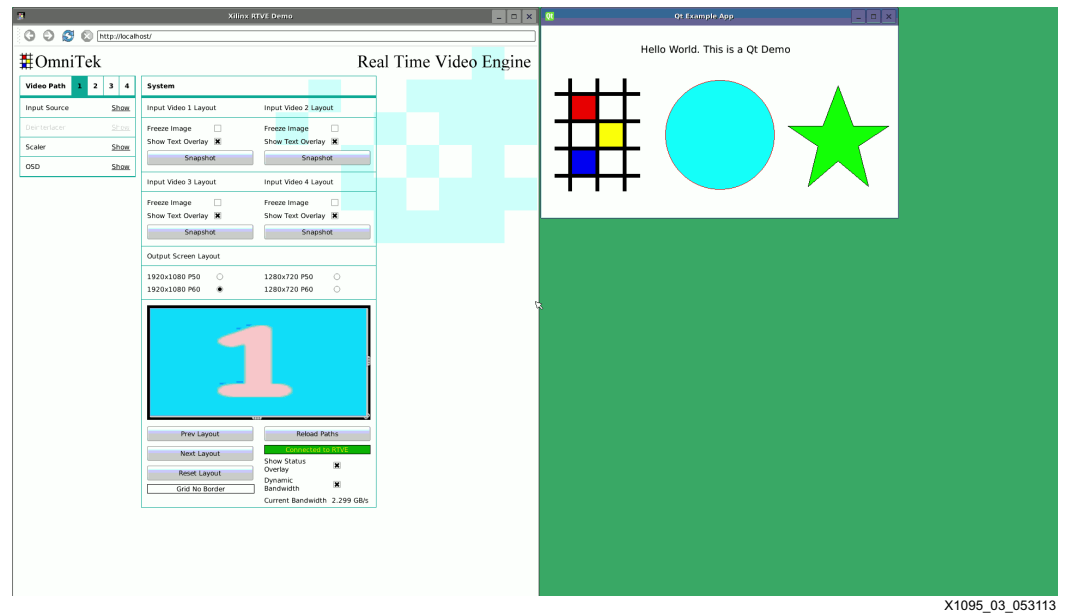 Xilinx RTVE Demo
http://localhost/
OmniTek
Real Time Video Engine
Video Path 1 2 3 4
Input Source Show
Show
Scaler Show
OSD Show
System
Input Video 1 Layout Input Video 2 Layout
Freeze Image Freeze Image
Show Text Overlay Show Text Overlay
Snapshot Snapshot
Input Video 3 Layout Input Video 4 Layout
Freeze Image Freeze Image
Show Text Overlay Show Text Overlay
Snapshot Snapshot
Output Screen Layout
1920x1080 P50 1280x720 P50
1920x1080 P60 1280x720 P60
1
Prev Layout Reload Paths
Next Layout Connected to RTVE
Reset Layout Show Status
Overlay
Grid No Border Dynamic
Bandwidth
Current Bandwidth 2.299 GB/s
Qt Qt Example App
Hello World. This is a Qt Demo
X1095_03_053113